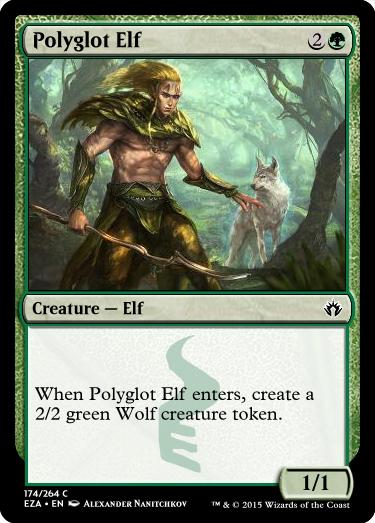 Polyglot Elf 2
Creature — Elf
When Polyglot Elf enters, create a
2/2 green Wolf creature token.
1/1
174/264 C
EZA • EN Alexander Nanitchkov
™ & © 2015 Wizards of the Coast